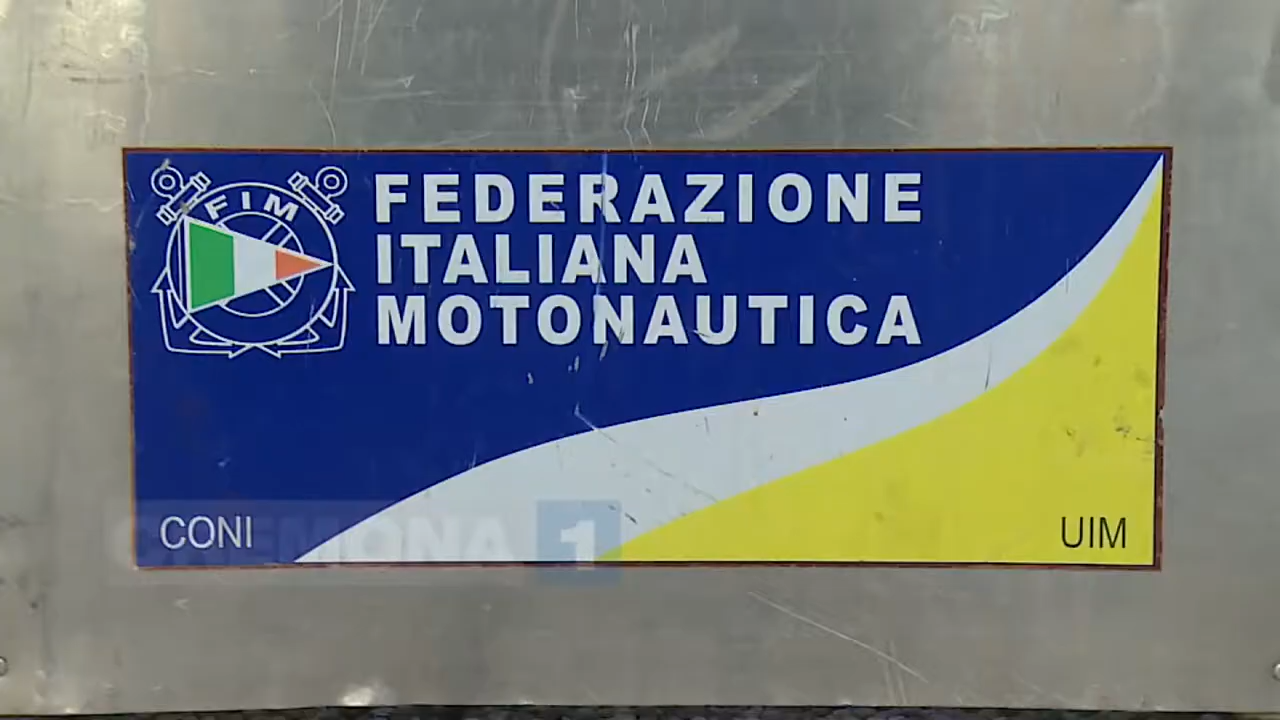 FIM
FEDERAZIONE
ITALIANA
MOTONAUTICA
CONI
UIM
CREMONA 1